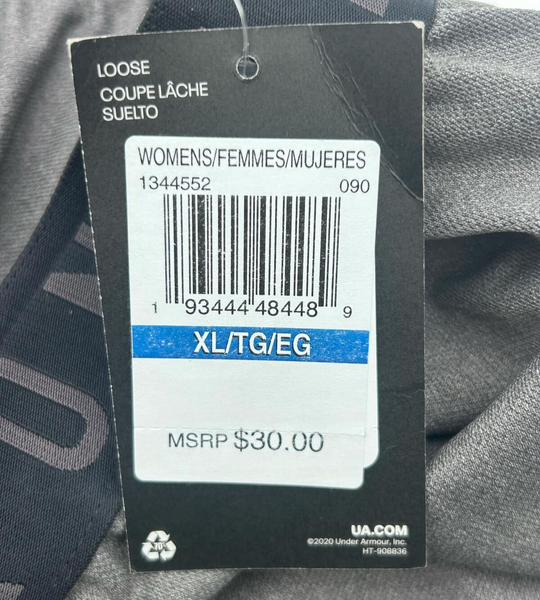 LOOSE
COUPE LÂCHE
SUELTO
WOMENS/FEMMES/MUJERES
1344552 090
1 93444 48448 9
XL/TG/EG
MSRP $30.00
UA.COM
©2020 Under Armour, Inc.
HT-908836